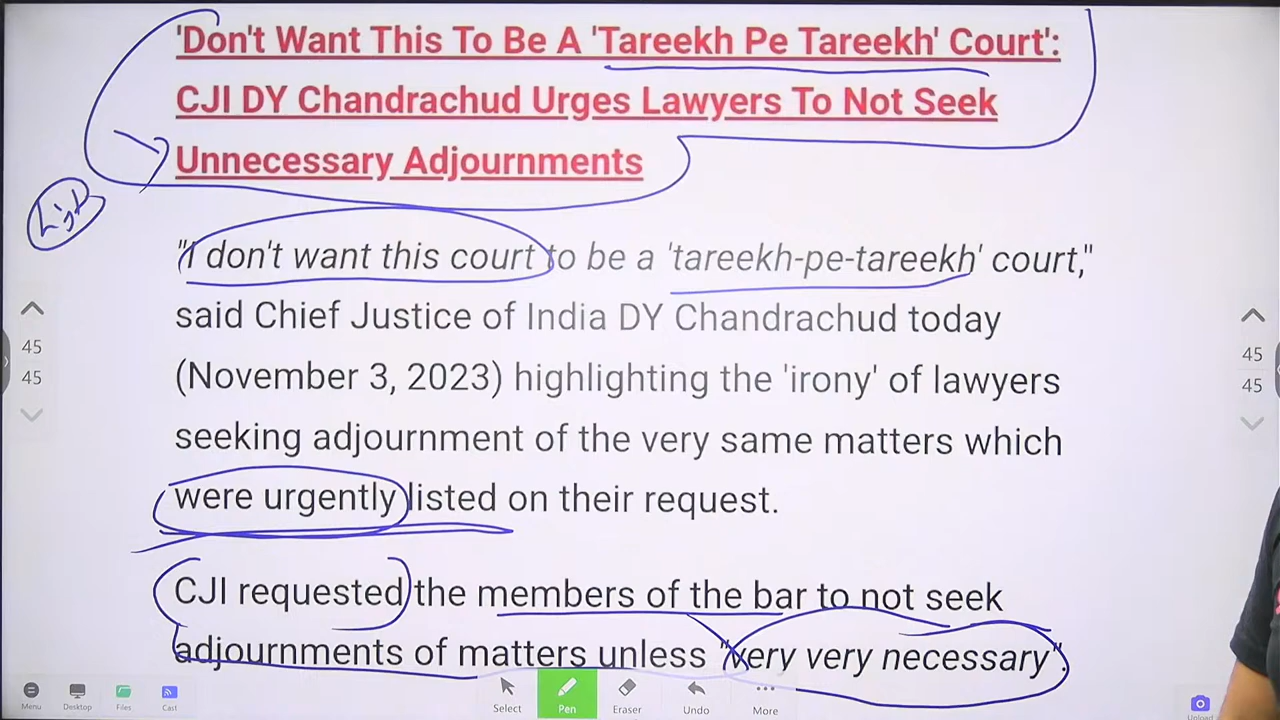 'Don't Want This To Be A 'Tareekh Pe Tareekh' Court':
CJI DY Chandrachud Urges Lawyers To Not Seek
Unnecessary Adjournments
"I don't want this court to be a 'tareekh-pe-tareekh' court,"
said Chief Justice of India DY Chandrachud today
(November 3, 2023) highlighting the 'irony' of lawyers
seeking adjournment of the very same matters which
were urgently listed on their request.
CJI requested the members of the bar to not seek
adjournments of matters unless "very very necessary".
45
45
45
45
Menu
Desktop
Files
Cast
Select
Pen
Eraser
Undo
More
Upload